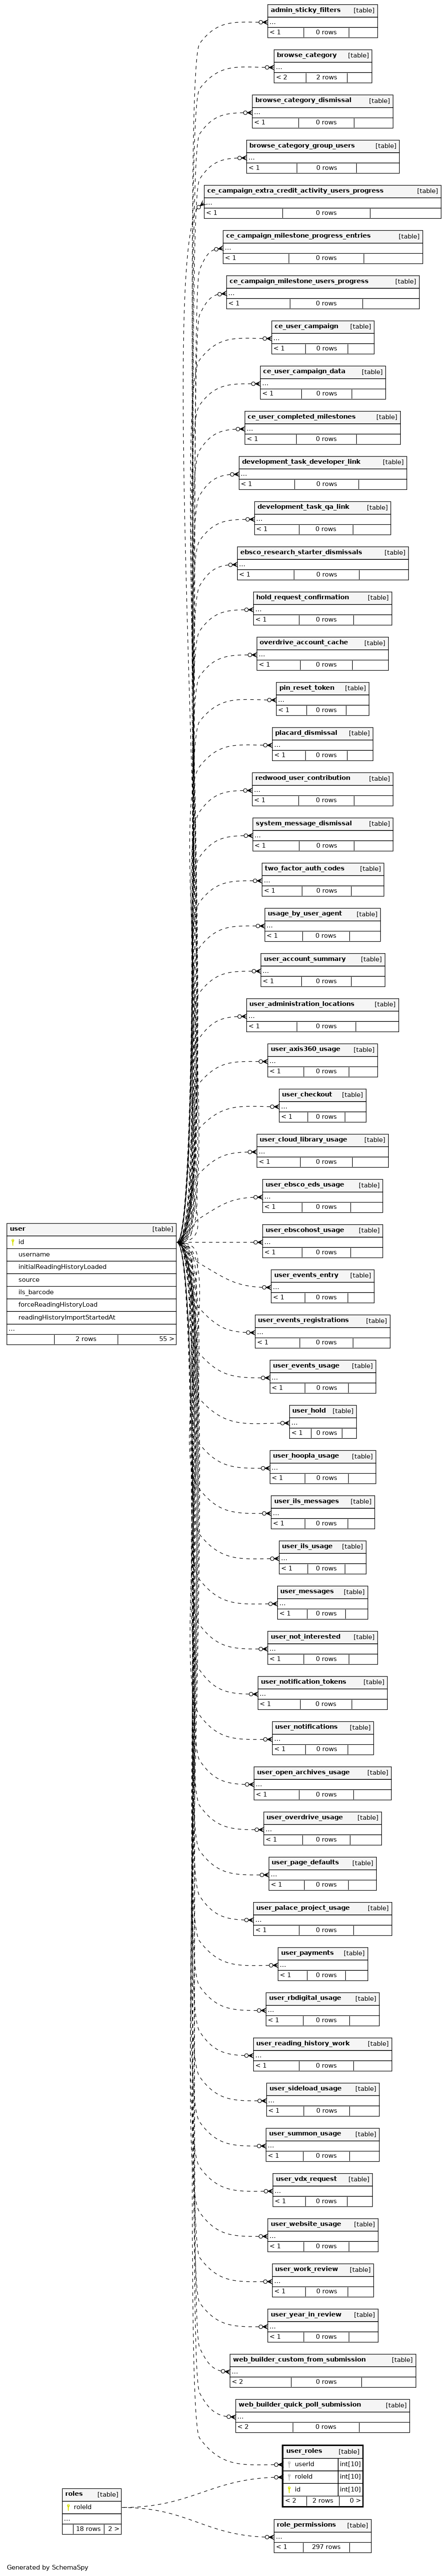 admin_sticky_filters [table]
...
< 1 0 rows
browse_category [table]
...
< 2 2 rows
browse_category_dismissal [table]
...
< 1 0 rows
browse_category_group_users [table]
...
< 1 0 rows
ce_campaign_extra_credit_activity_users_progress [table]
...
< 1 0 rows
ce_campaign_milestone_progress_entries [table]
...
< 1 0 rows
ce_campaign_milestone_users_progress [table]
...
< 1 0 rows
ce_user_campaign [table]
...
< 1 0 rows
ce_user_campaign_data [table]
...
< 1 0 rows
ce_user_completed_milestones [table]
...
< 1 0 rows
development_task_developer_link [table]
...
< 1 0 rows
development_task_qa_link [table]
...
< 1 0 rows
ebsco_research_starter_dismissals [table]
...
< 1 0 rows
hold_request_confirmation [table]
...
< 1 0 rows
overdrive_account_cache [table]
...
< 1 0 rows
pin_reset_token [table]
...
< 1 0 rows
placard_dismissal [table]
...
< 1 0 rows
redwood_user_contribution [table]
...
< 1 0 rows
system_message_dismissal [table]
...
< 1 0 rows
two_factor_auth_codes [table]
...
< 1 0 rows
usage_by_user_agent [table]
...
< 1 0 rows
user_account_summary [table]
...
< 1 0 rows
user_administration_locations [table]
...
< 1 0 rows
user_axis360_usage [table]
...
< 1 0 rows
user_checkout [table]
...
< 1 0 rows
user_cloud_library_usage [table]
...
< 1 0 rows
user_ebsco_eds_usage [table]
...
< 1 0 rows
user [table]
id
username
initialReadingHistoryLoaded
source
ils_barcode
forceReadingHistoryLoad
readingHistoryImportStartedAt
...
2 rows 55 >
user_ebscohost_usage [table]
...
< 1 0 rows
user_events_entry [table]
...
< 1 0 rows
user_events_registrations [table]
...
< 1 0 rows
user_events_usage [table]
...
< 1 0 rows
user_hold [table]
...
< 1 0 rows
user_hoopla_usage [table]
...
< 1 0 rows
user_ils_messages [table]
...
< 1 0 rows
user_ils_usage [table]
...
< 1 0 rows
user_messages [table]
...
< 1 0 rows
user_not_interested [table]
...
< 1 0 rows
user_notification_tokens [table]
...
< 1 0 rows
user_notifications [table]
...
< 1 0 rows
user_open_archives_usage [table]
...
< 1 0 rows
user_overdrive_usage [table]
...
< 1 0 rows
user_page_defaults [table]
...
< 1 0 rows
user_palace_project_usage [table]
...
< 1 0 rows
user_payments [table]
...
< 1 0 rows
user_rbdigital_usage [table]
...
< 1 0 rows
user_reading_history_work [table]
...
< 1 0 rows
user_sideload_usage [table]
...
< 1 0 rows
user_summon_usage [table]
...
< 1 0 rows
user_vdx_request [table]
...
< 1 0 rows
user_website_usage [table]
...
< 1 0 rows
user_work_review [table]
...
< 1 0 rows
user_year_in_review [table]
...
< 1 0 rows
web_builder_custom_from_submission [table]
...
< 2 0 rows
web_builder_quick_poll_submission [table]
...
< 2 0 rows
user_roles [table]
userId int[10]
roleId int[10]
id int[10]
< 2 2 rows 0 >
roles [table]
roleId
...
18 rows 2 >
role_permissions [table]
...
< 1 297 rows
Generated by SchemaSpy